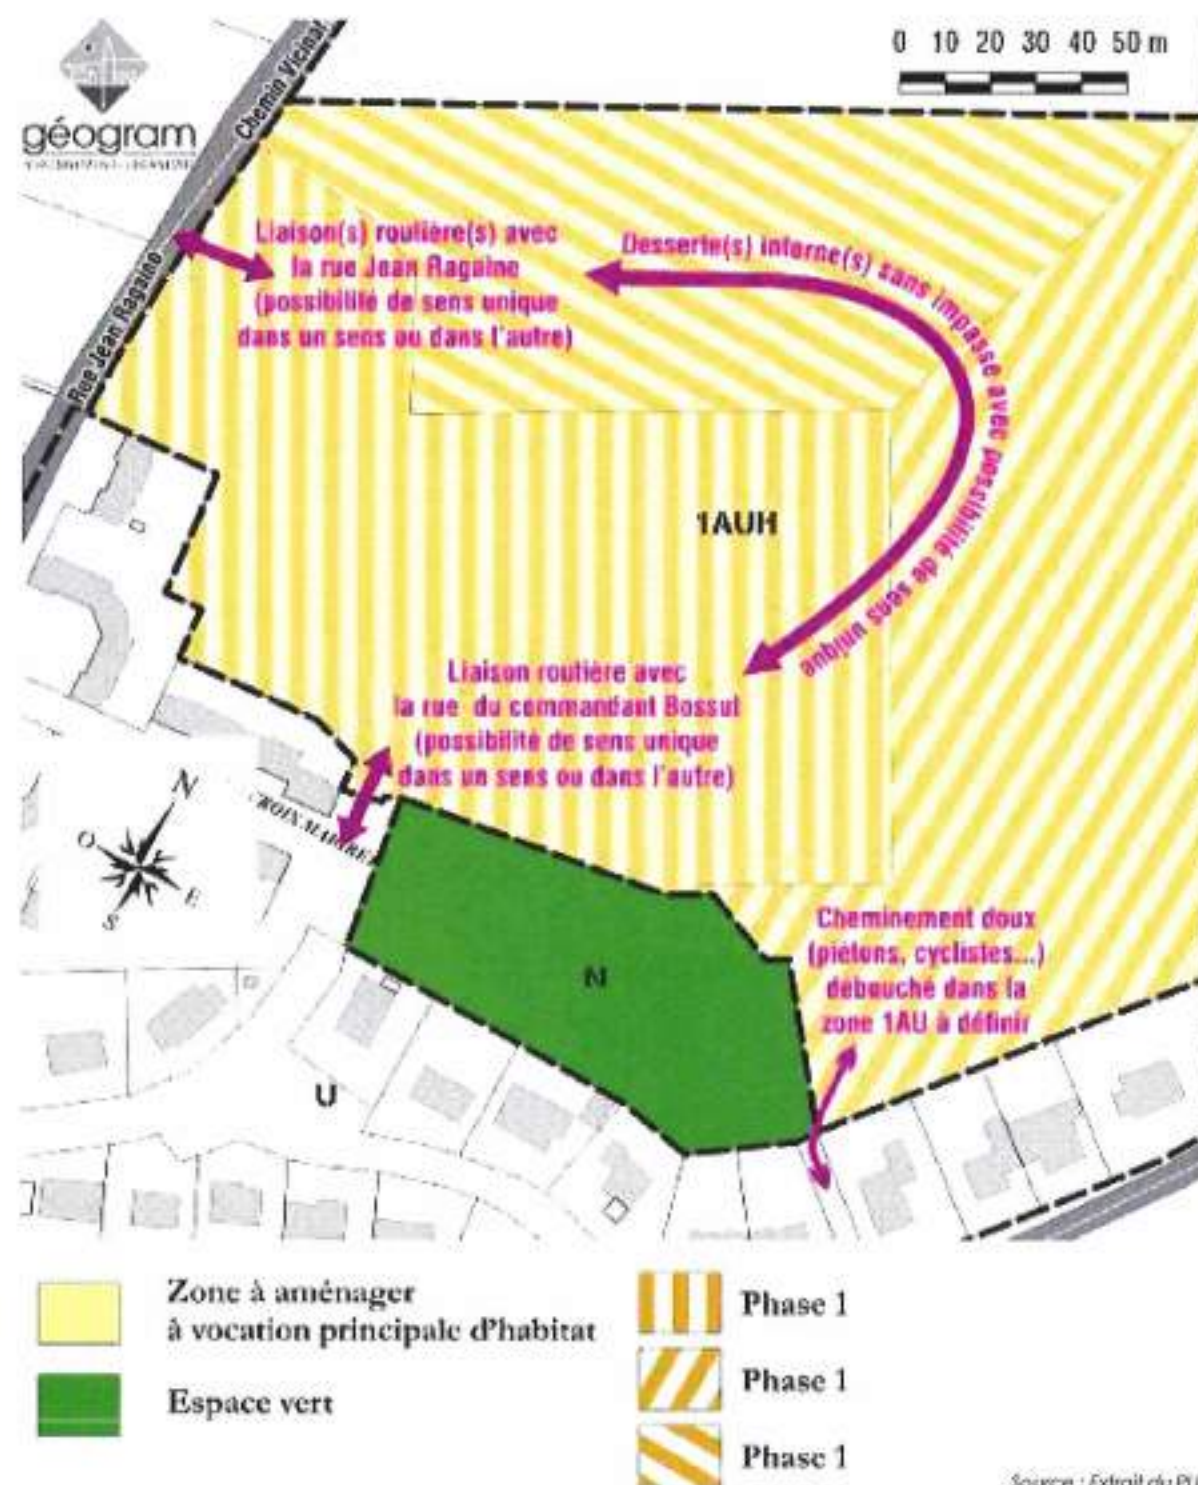 géogram
Chemin Vicinal
Rue Jean Ragaine
0 10 20 30 40 50 m
Liaison(s) routière(s) avec
la rue Jean Ragaine
(possibilité de sens unique
dans un sens ou dans l'autre)
Desserte(s) interne(s) sans impasse avec possibilité de sens unique
1AUH
Liaison routière avec
la rue du commandant Bossut
(possibilité de sens unique
dans un sens ou dans l'autre)
N
O
E
S
N
Cheminement doux
(piétons, cyclistes...)
débouché dans la
zone 1AU à définir
U
Zone à aménager
à vocation principale d'habitat
Espace vert
Phase 1
Phase 1
Phase 1
Source : Extrait du PLU